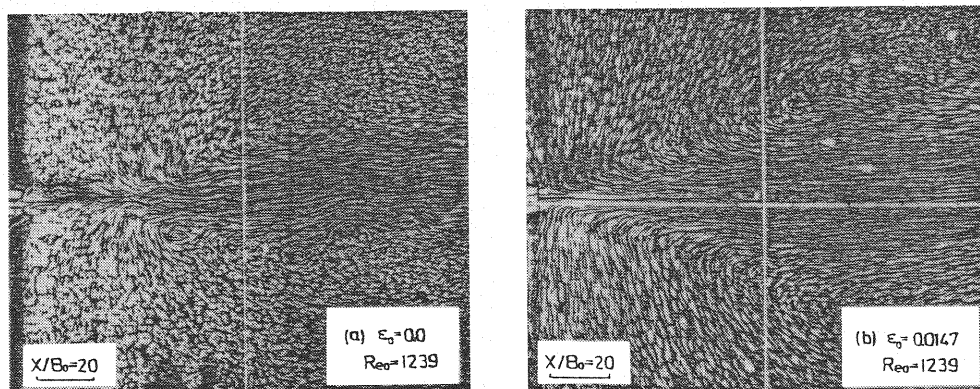 (a) ε₀=0.0
Re₀=1239
X/B₀=20
(b) ε₀=0.0147
Re₀=1239
X/B₀=20